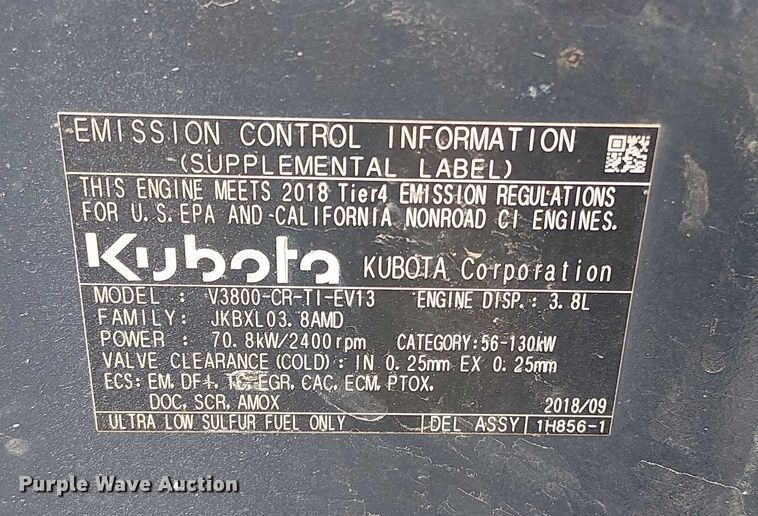 EMISSION CONTROL INFORMATION
(SUPPLEMENTAL LABEL)
THIS ENGINE MEETS 2018 Tier4 EMISSION REGULATIONS
FOR U.S.EPA AND CALIFORNIA NONROAD CI ENGINES.
Kubota KUBOTA Corporation
MODEL : V3800-CR-TI-EV13 ENGINE DISP.: 3.8L
FAMILY: JKBXL03.8AMD
POWER : 70.8kW/2400rpm CATEGORY:56-130kW
VALVE CLEARANCE(COLD): IN 0.25mm EX 0.25mm
ECS: EM, DFI, TC, EGR, CAC, ECM, PTOX,
DOC, SCR, AMOX 2018/09
ULTRA LOW SULFUR FUEL ONLY DEL ASSY 1H856-1
Purple Wave Auction